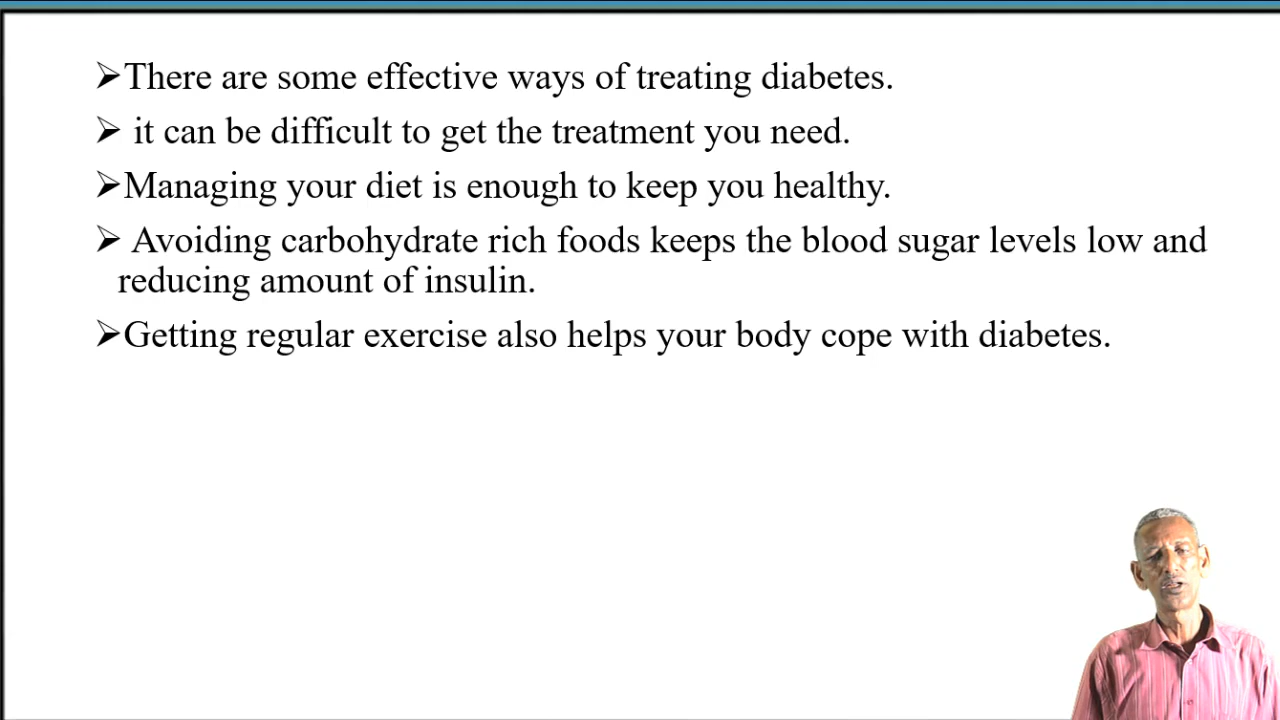 ➢There are some effective ways of treating diabetes.
➢ it can be difficult to get the treatment you need.
➢Managing your diet is enough to keep you healthy.
➢ Avoiding carbohydrate rich foods keeps the blood sugar levels low and
reducing amount of insulin.
➢Getting regular exercise also helps your body cope with diabetes.